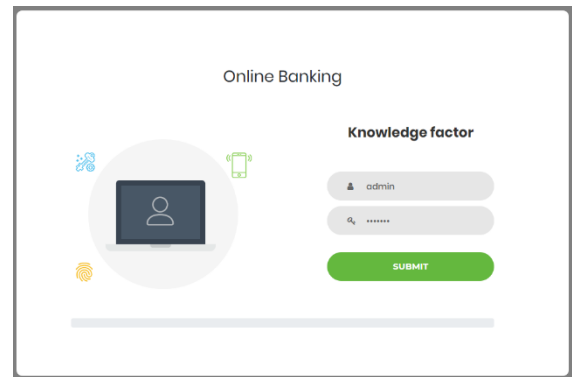 Online Banking
Knowledge factor
admin
•••••••
SUBMIT